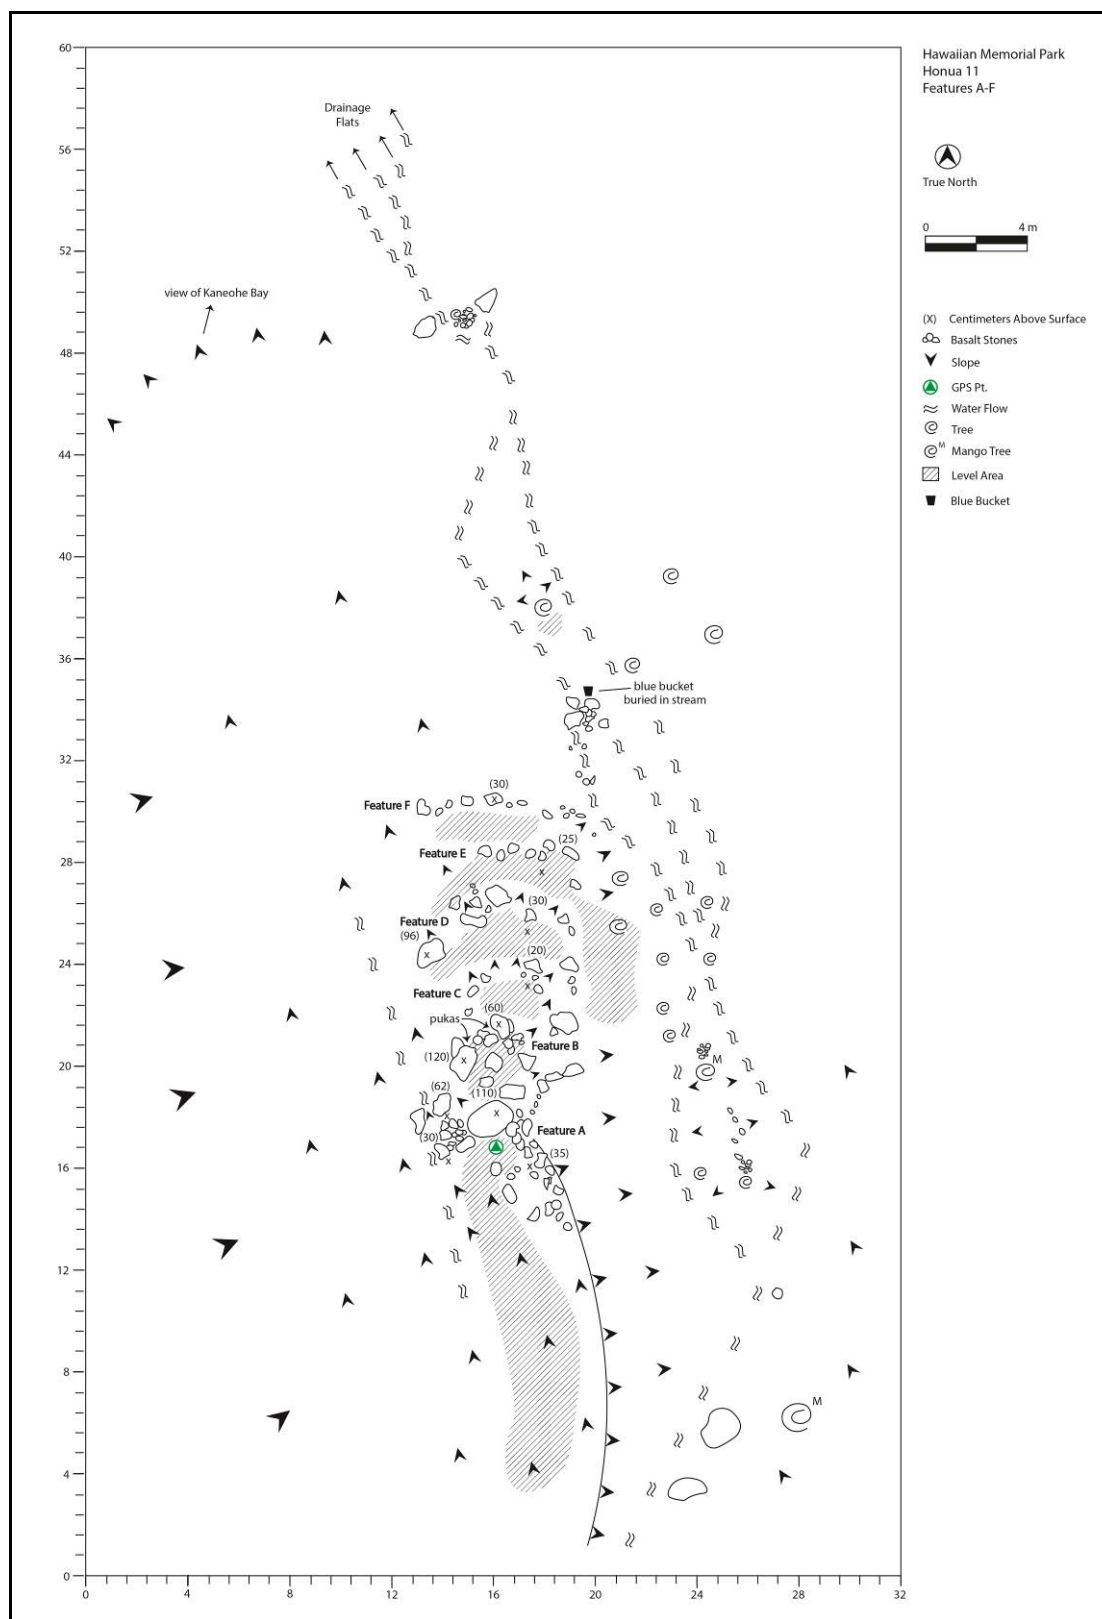 Hawaiian Memorial Park
Honua 11
Features A-F
True North
0 4 m
(X) Centimeters Above Surface
Basalt Stones
Slope
GPS Pt.
Water Flow
Tree
M Mango Tree
Level Area
Blue Bucket
60
56
52
48
44
40
36
32
28
24
20
16
12
8
4
0
0 4 8 12 16 20 24 28 32
Drainage
Flats
view of Kaneohe Bay
blue bucket
buried in stream
(30)
x
Feature F
(25)
Feature E
x
(30)
Feature D
(96)
x
x
(20)
Feature C
x
(60)
pukas
x
Feature B
(120)
x
M
(62)
(110)
x
x
Feature A
(30)
x
(35)
x
M